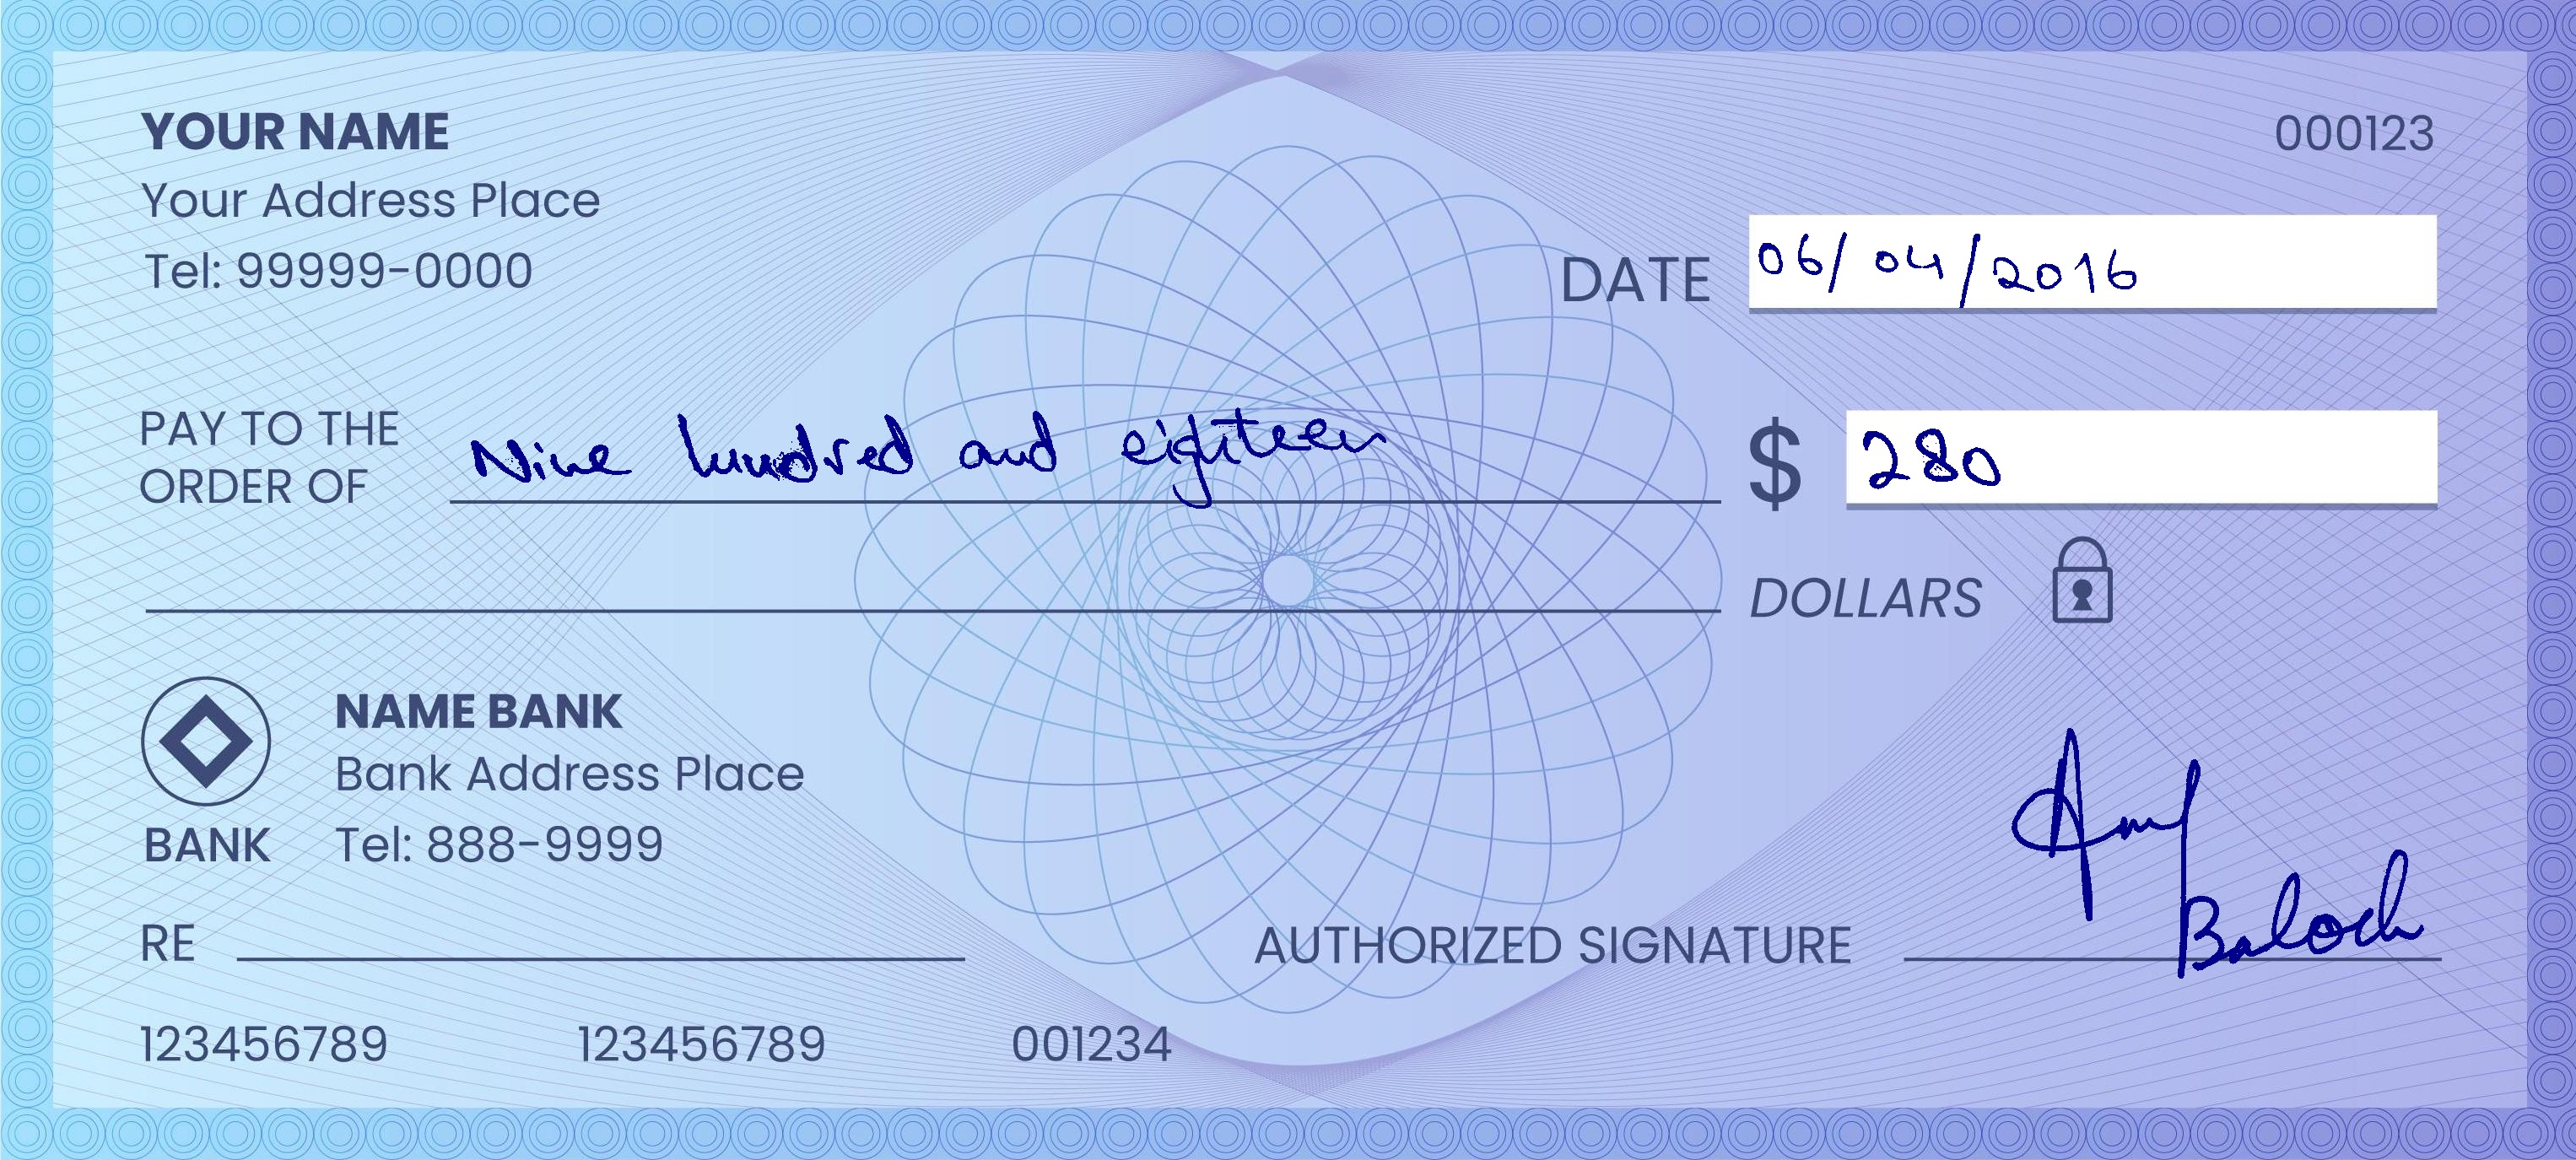 YOUR NAME
000123
Your Address Place
Tel: 99999-0000
DATE 06/04/2016
PAY TO THE
ORDER OF Nine hundred and eighteen $ 280
DOLLARS
NAME BANK
Bank Address Place
BANK Tel: 888-9999
RE
AUTHORIZED SIGNATURE Baloch
123456789 123456789 001234